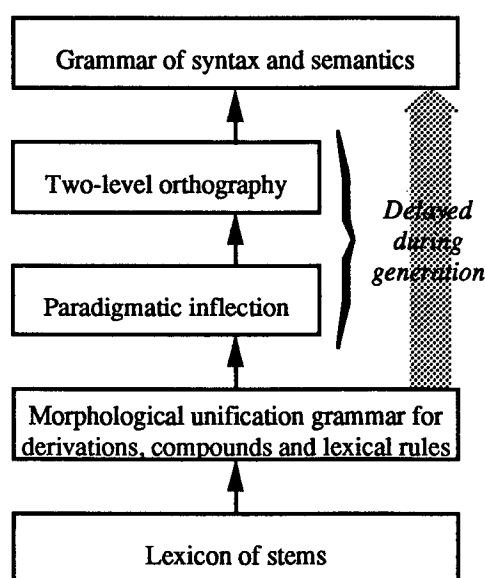 Grammar of syntax and semantics
Two-level orthography
Delayed
during
generation
Paradigmatic inflection
Morphological unification grammar for
derivations, compounds and lexical rules
Lexicon of stems